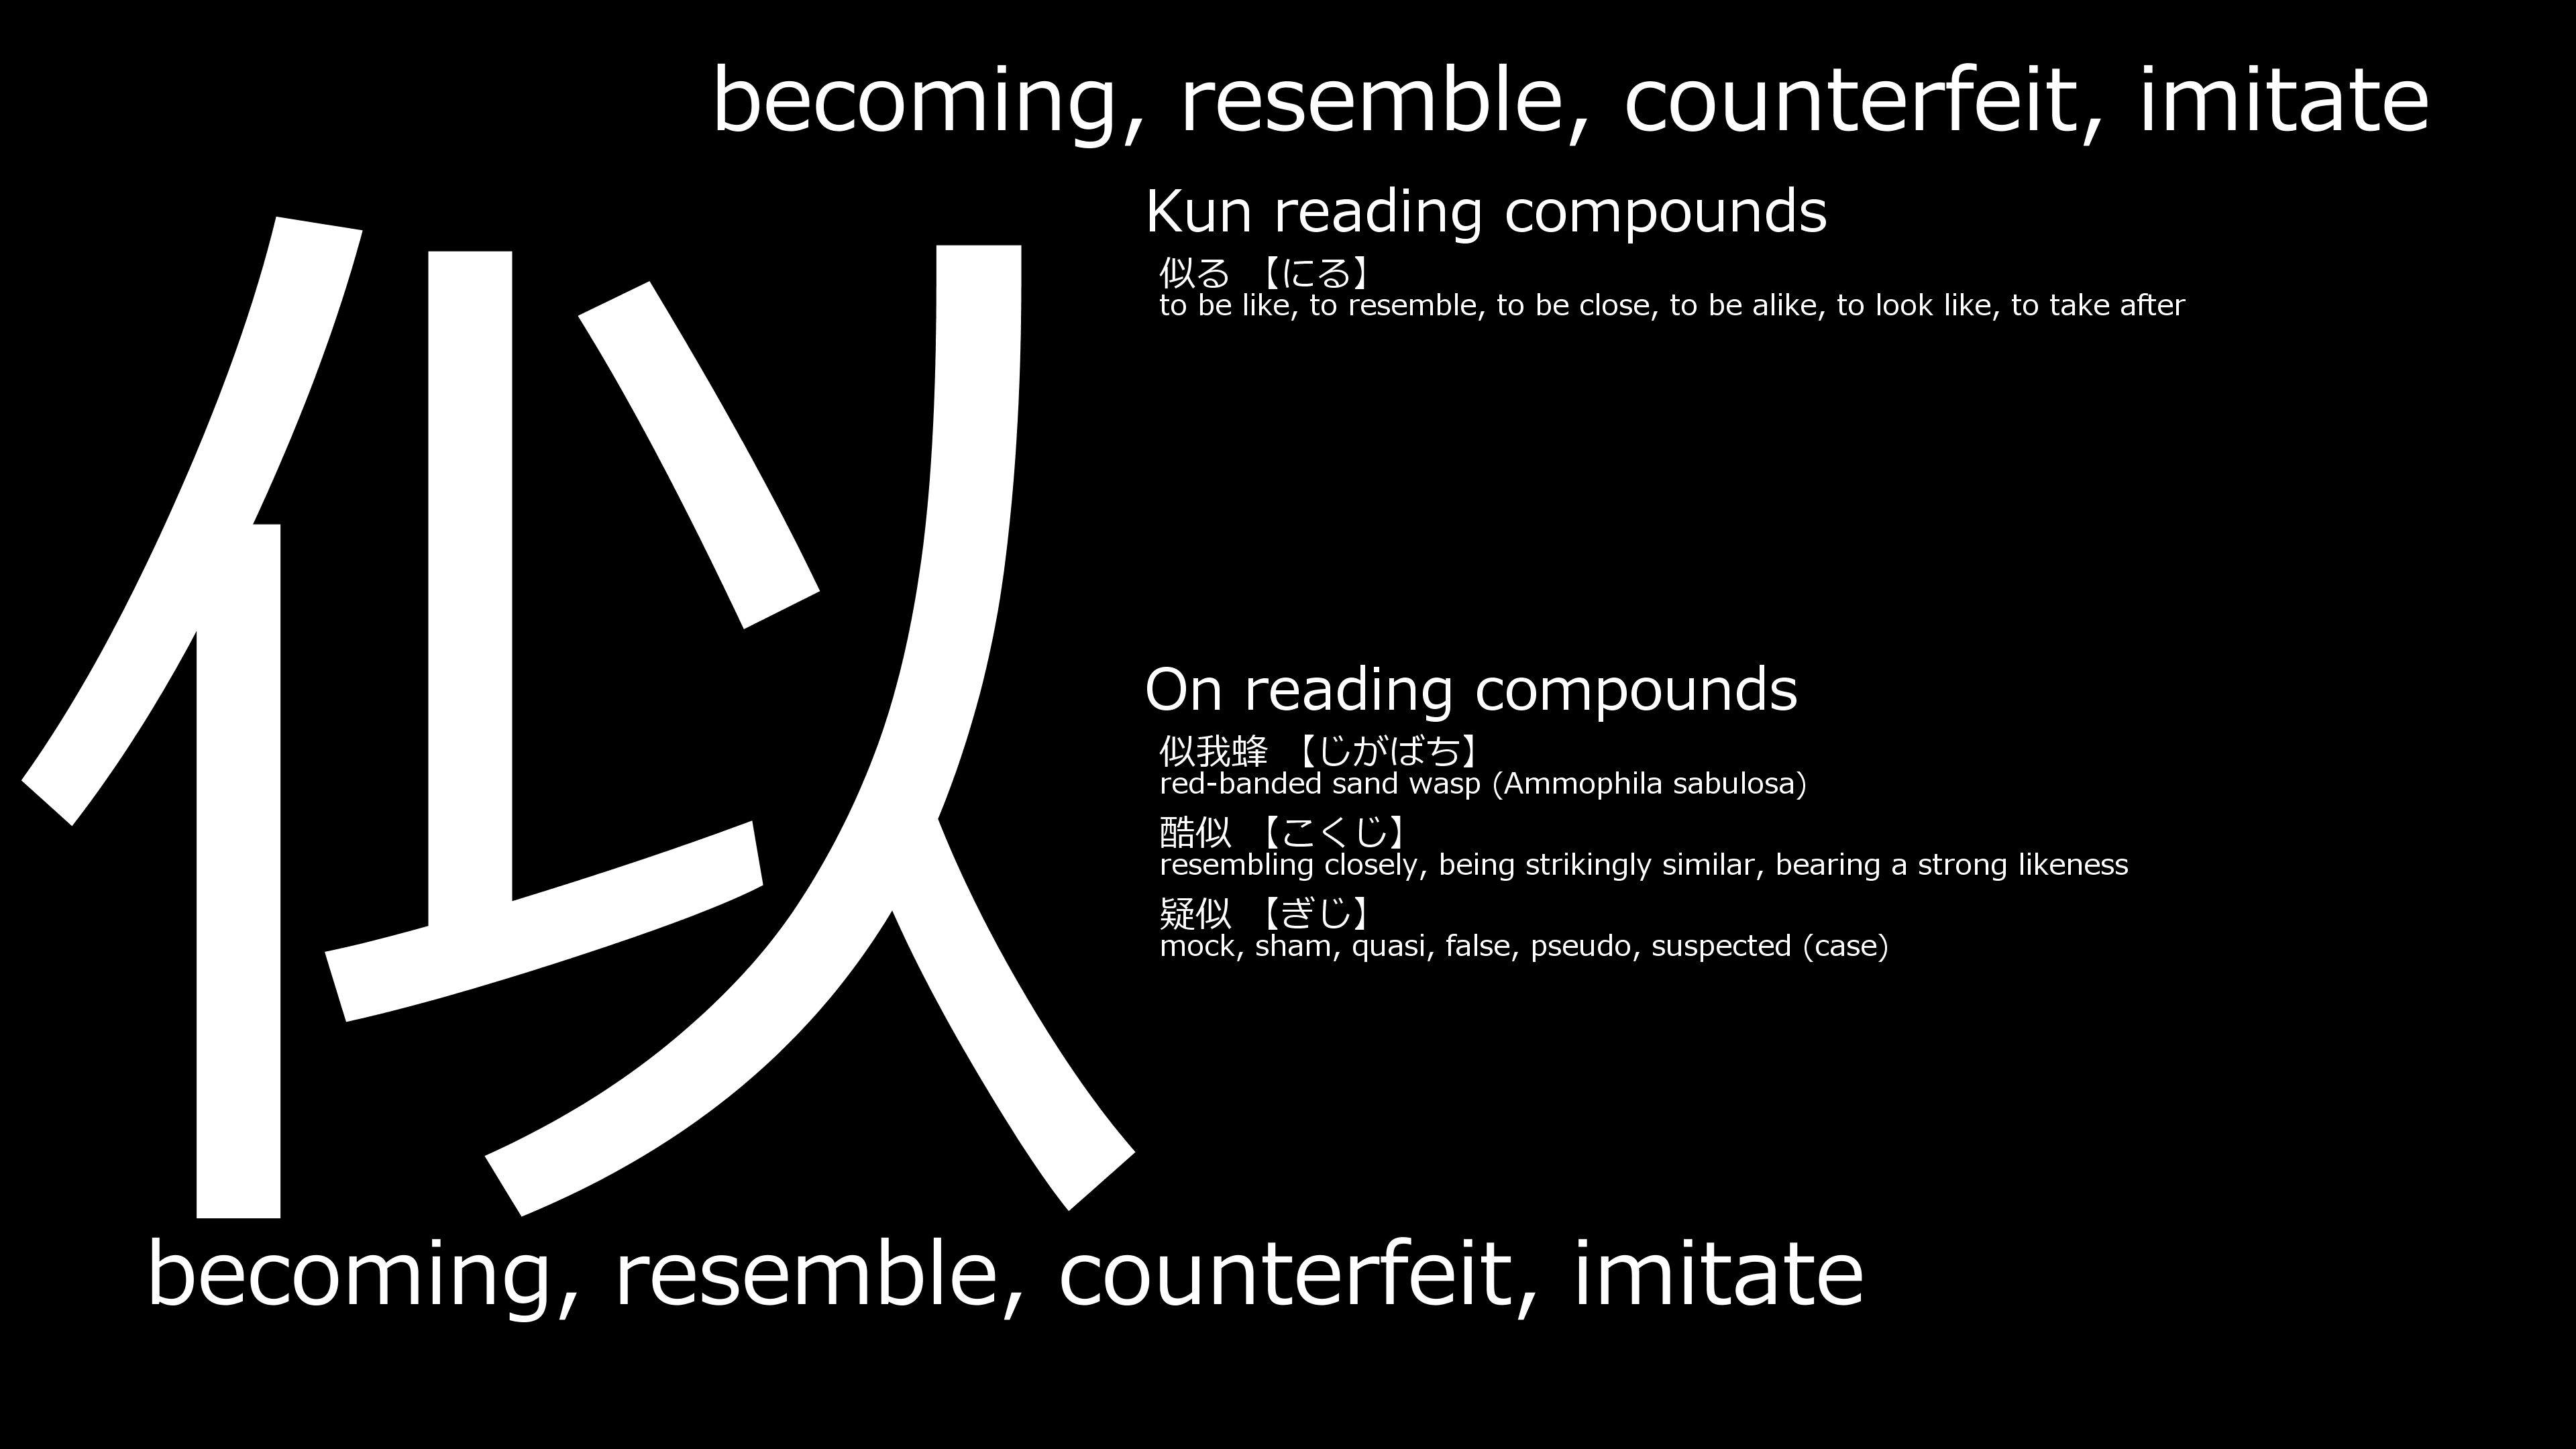 becoming, resemble, counterfeit, imitate
似
Kun reading compounds
似る 【にる】
to be like, to resemble, to be close, to be alike, to look like, to take after
On reading compounds
似我蜂 【じがばち】
red-banded sand wasp (Ammophila sabulosa)
酷似 【こくじ】
resembling closely, being strikingly similar, bearing a strong likeness
疑似 【ぎじ】
mock, sham, quasi, false, pseudo, suspected (case)
becoming, resemble, counterfeit, imitate